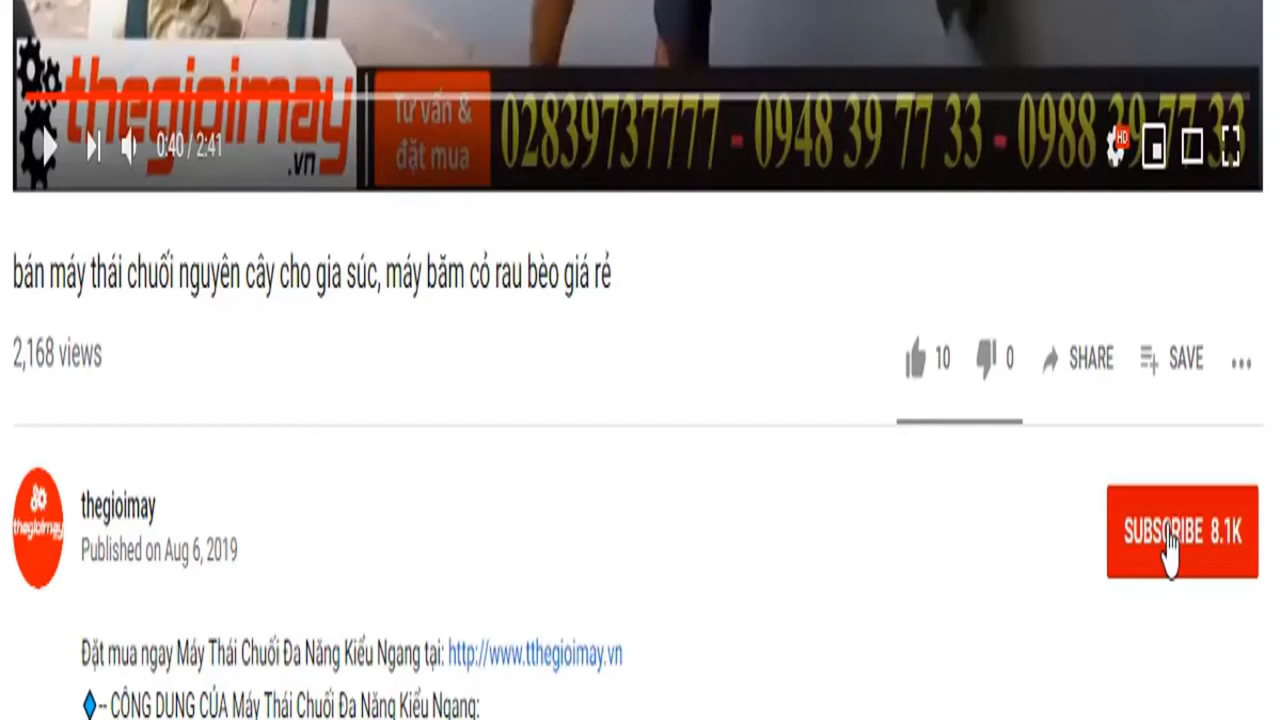 thegioimay
.vn
Tư vấn &
đặt mua
02839737777 - 0948 39 77 33 - 0988 39 77 33
0:40 / 2:41
HD
bán máy thái chuối nguyên cây cho gia súc, máy băm cỏ rau bèo giá rẻ
2,168 views
10 0 SHARE SAVE
thegioimay
thegioimay
Published on Aug 6, 2019
SUBSCRIBE 8.1K
Đặt mua ngay Máy Thái Chuối Đa Năng Kiểu Ngang tại: http://www.tthegioimay.vn
-- CÔNG DỤNG CỦA Máy Thái Chuối Đa Năng Kiểu Ngang: